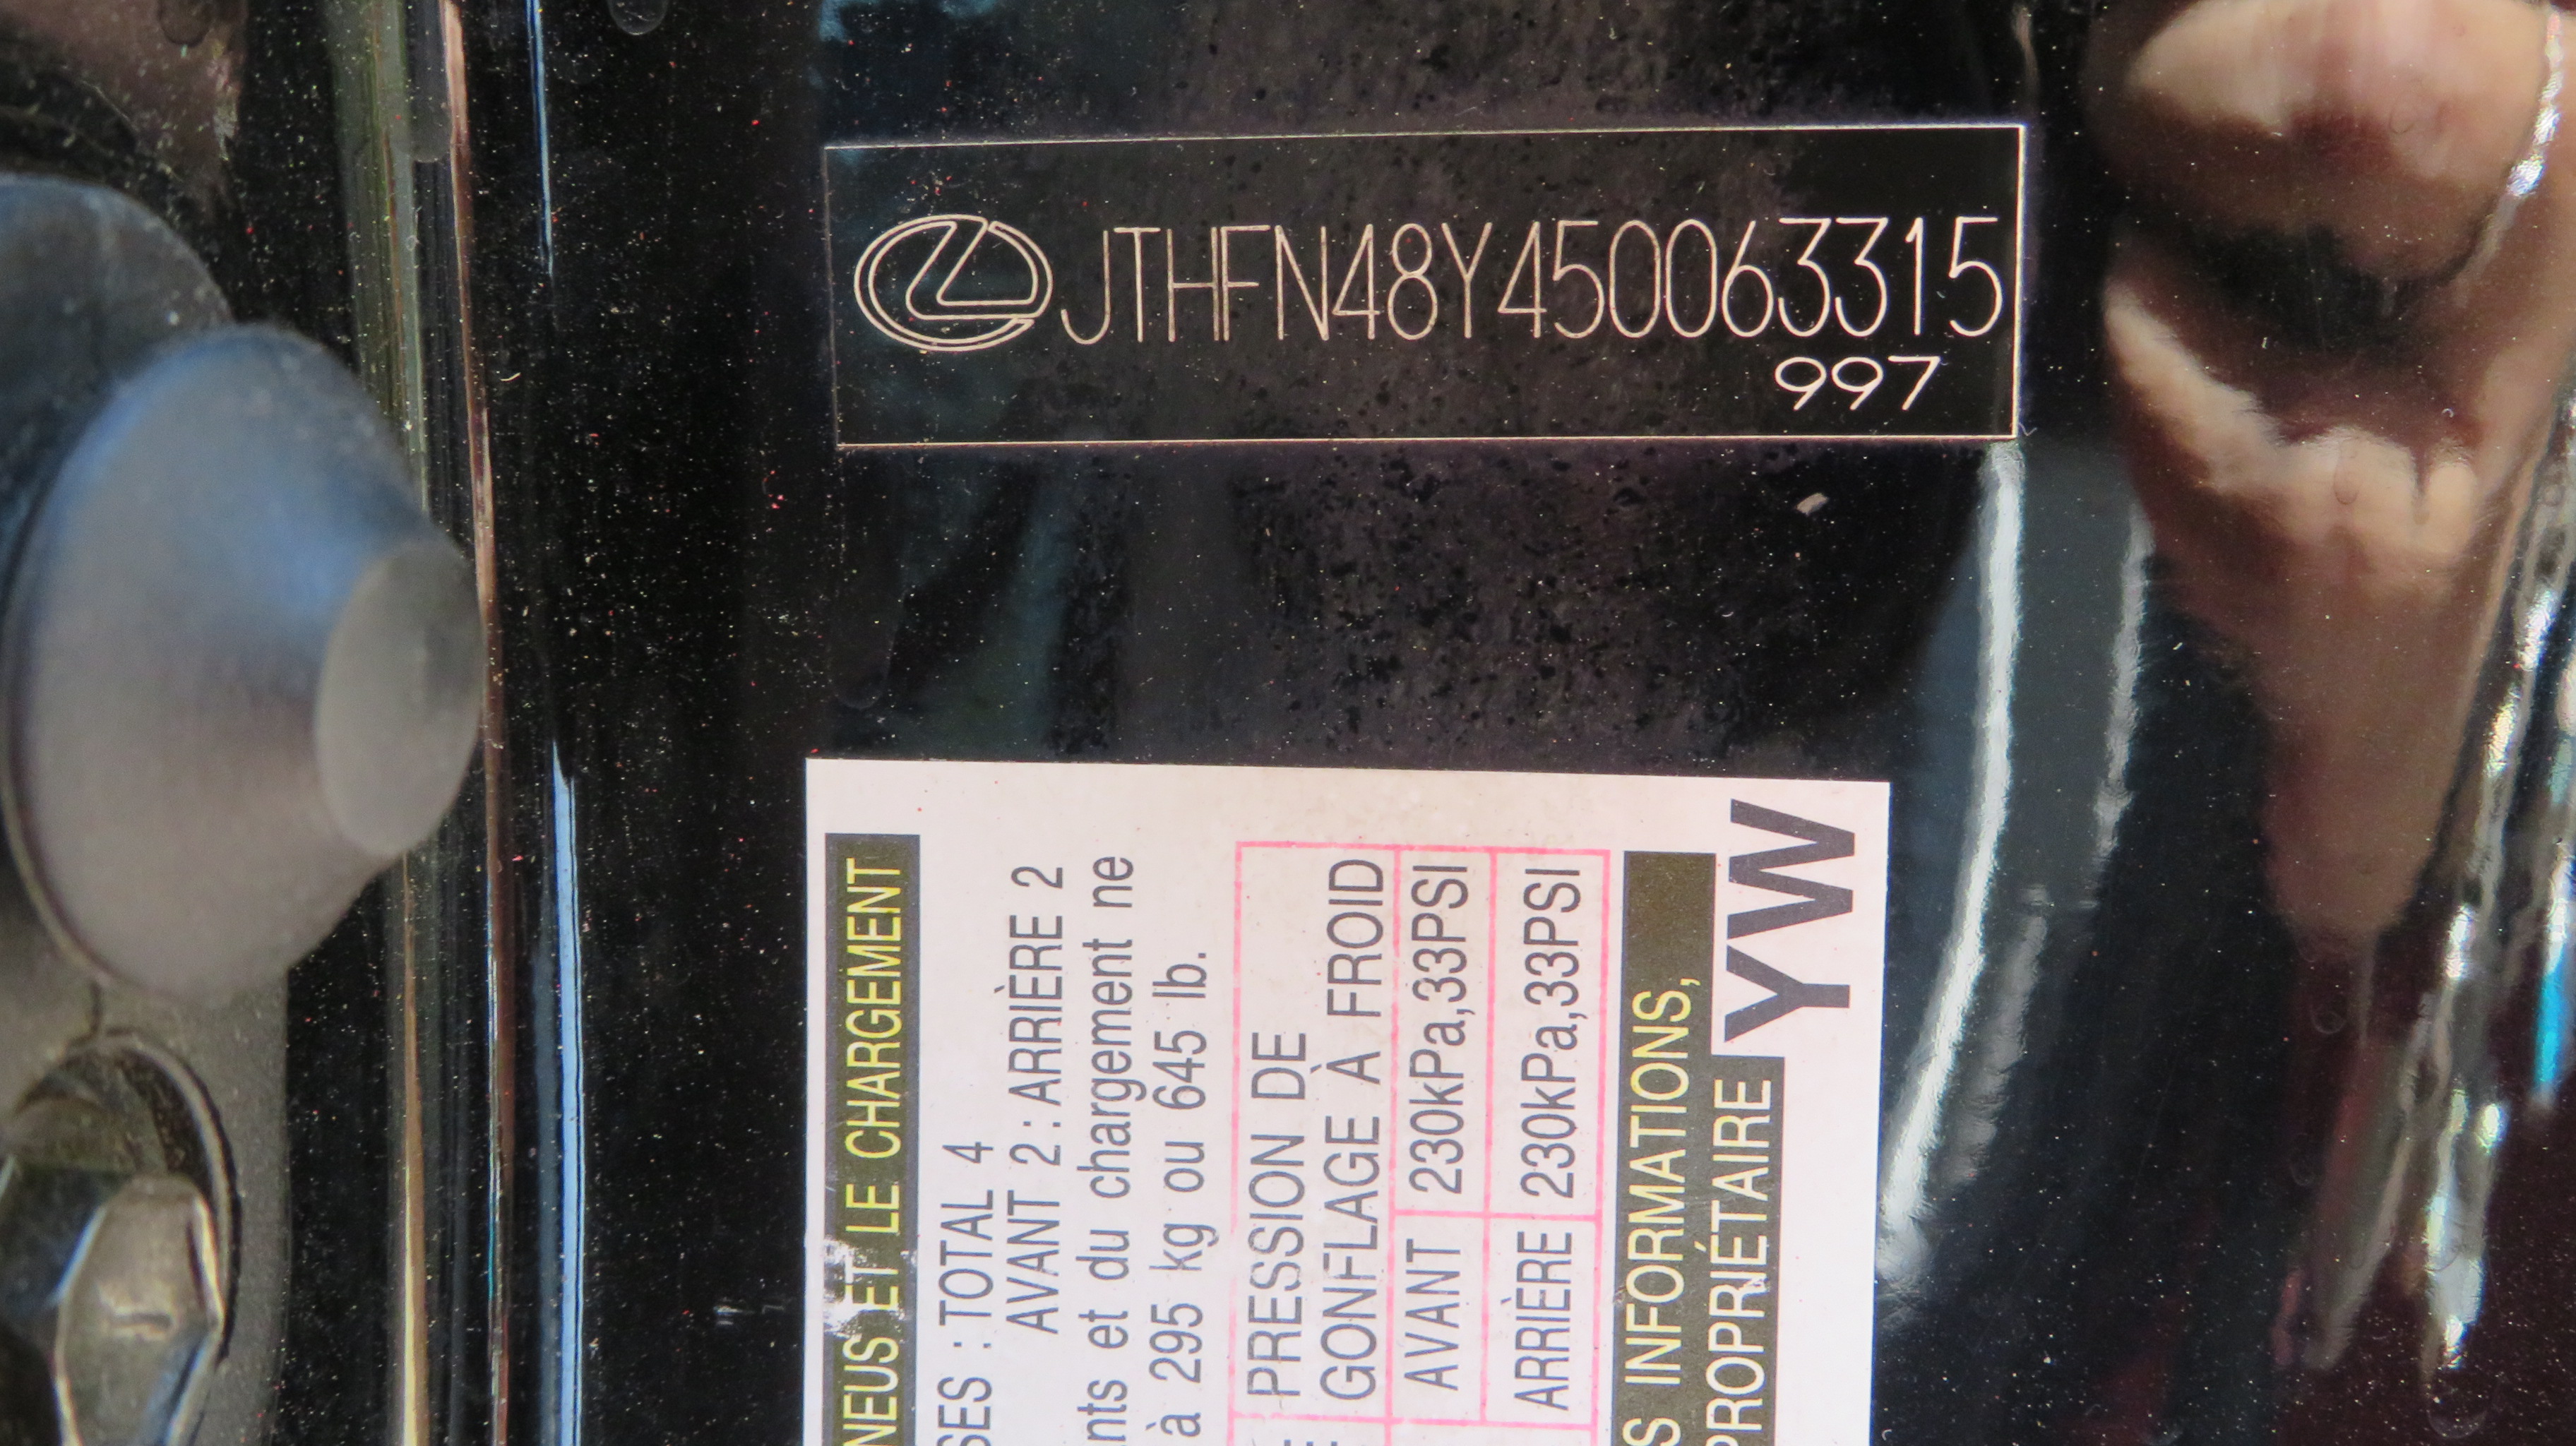 JTHFN48Y450063315
997
NEUS ET LE CHARGEMENT
SES : TOTAL 4
AVANT 2 : ARRIÈRE 2
nts et du chargement ne
à 295 kg ou 645 lb.
PRESSION DE
GONFLAGE À FROID
AVANT 230kPa,33PSI
ARRIÈRE 230kPa,33PSI
S INFORMATIONS,
PROPRIÉTAIRE
YW